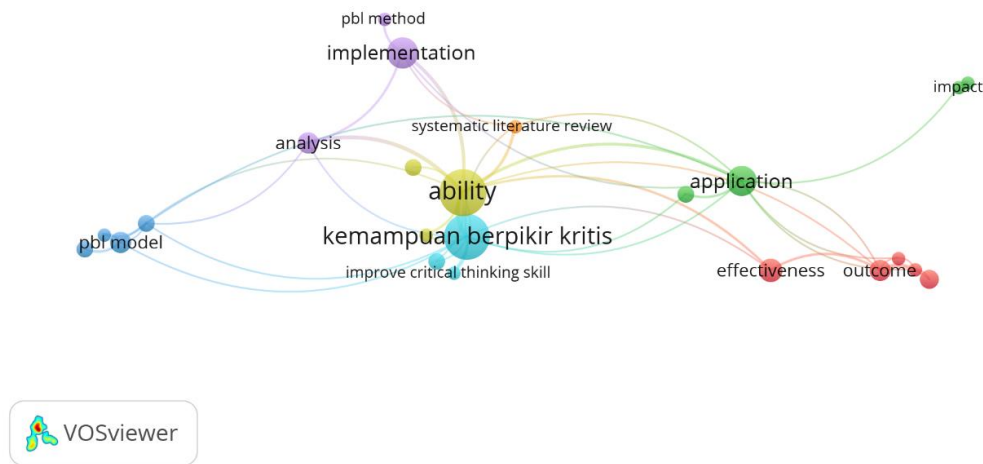 pbl method
implementation
impact
systematic literature review
analysis
application
ability
kemampuan berpikir kritis
pbl model
improve critical thinking skill
effectiveness
outcome
VOSviewer